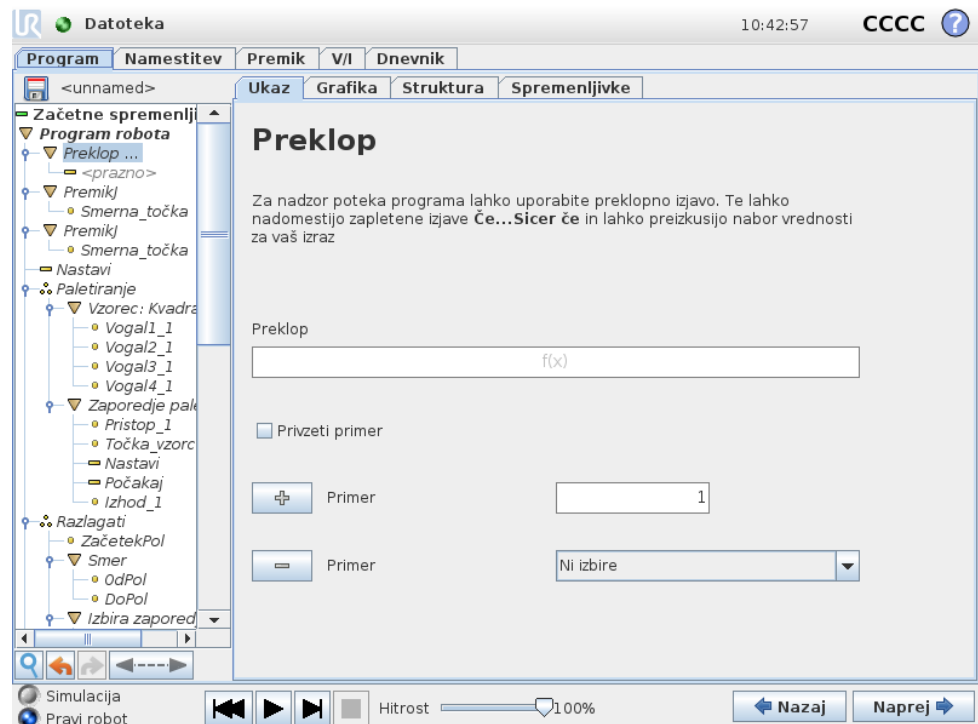 UR Datoteka 10:42:57 CCCC ?
Program Namestitev Premik V/I Dnevnik
<unnamed>
Ukaz Grafika Struktura Spremenljivke
Začetne spremenlji
Program robota
Preklop ...
<prazno>
PremikJ
Smerna_točka
PremikJ
Smerna_točka
Nastavi
Paletiranje
Vzorec: Kvadra
Vogal1_1
Vogal2_1
Vogal3_1
Vogal4_1
Zaporedje pale
Pristop_1
Točka_vzorc
Nastavi
Počakaj
Izhod_1
Razlagati
ZačetekPol
Smer
OdPol
DoPol
Izbira zapored
Preklop
Za nadzor poteka programa lahko uporabite preklopno izjavo. Te lahko
nadomestijo zapletene izjave Če...Sicer če in lahko preizkusijo nabor vrednosti
za vaš izraz
Preklop
f(x)
Privzeti primer
Primer 1
Primer Ni izbire
Simulacija
Pravi robot
Hitrost 100%
Nazaj Naprej